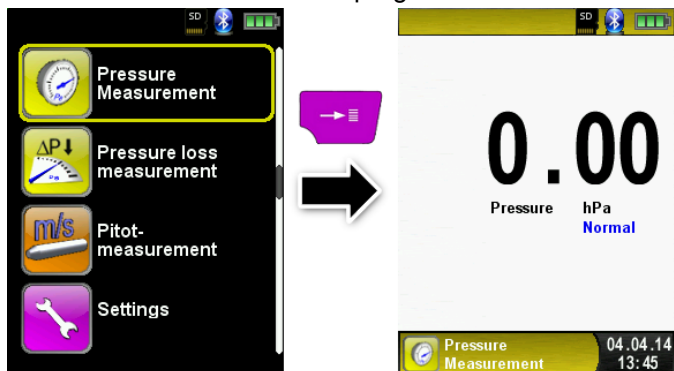 SD
Pressure
Measurement
ΔP
Pa
Pressure loss
measurement
m/s
Pitot-
measurement
Settings
SD
0.00
Pressure hPa
Normal
Pressure
Measurement
04.04.14
13:45